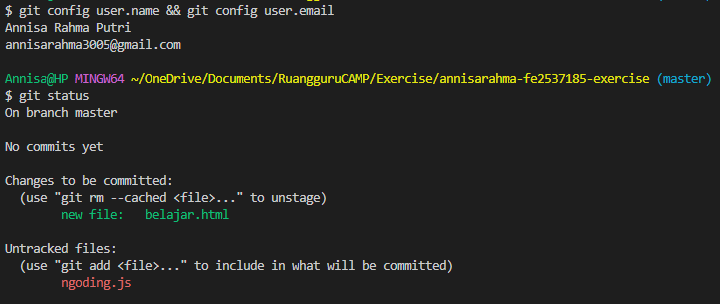 $ git config user.name && git config user.email
Annisa Rahma Putri
annisarahma3005@gmail.com
Annisa@HP MINGW64 ~/OneDrive/Documents/RuangguruCAMP/Exercise/annisarahma-fe2537185-exercise (master)
$ git status
On branch master
No commits yet
Changes to be committed:
(use "git rm --cached <file>..." to unstage)
new file: belajar.html
Untracked files:
(use "git add <file>..." to include in what will be committed)
ngoding.js